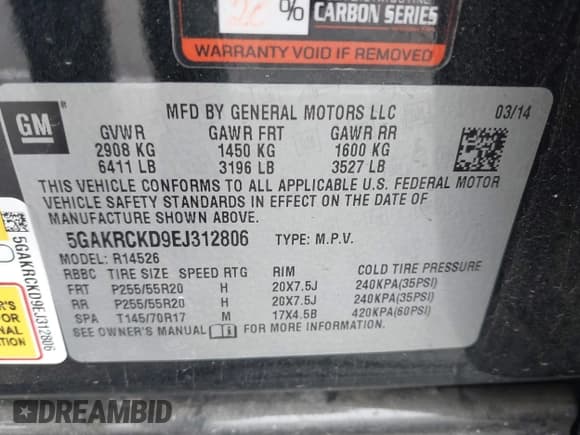 %
CARBON SERIES
WARRANTY VOID IF REMOVED
GM
MFD BY GENERAL MOTORS LLC 03/14
GVWR GAWR FRT GAWR RR
2908 KG 1450 KG 1600 KG
6411 LB 3196 LB 3527 LB
THIS VEHICLE CONFORMS TO ALL APPLICABLE U.S. FEDERAL MOTOR
VEHICLE SAFETY STANDARDS IN EFFECT ON THE DATE OF
MANUFACTURE SHOWN ABOVE.
5GAKRCKD9EJ312806 TYPE: M.P.V.
MODEL: R14526
RBBC TIRE SIZE SPEED RTG RIM COLD TIRE PRESSURE
FRT P255/55R20 H 20X7.5J 240KPA(35PSI)
RR P255/55R20 H 20X7.5J 240KPA(35PSI)
SPA T145/70R17 M 17X4.5B 420KPA(60PSI)
SEE OWNER'S MANUAL FOR MORE INFORMATION
5GAKRCKD9EJ312806
FOR
NAL
TION
DREAMBID